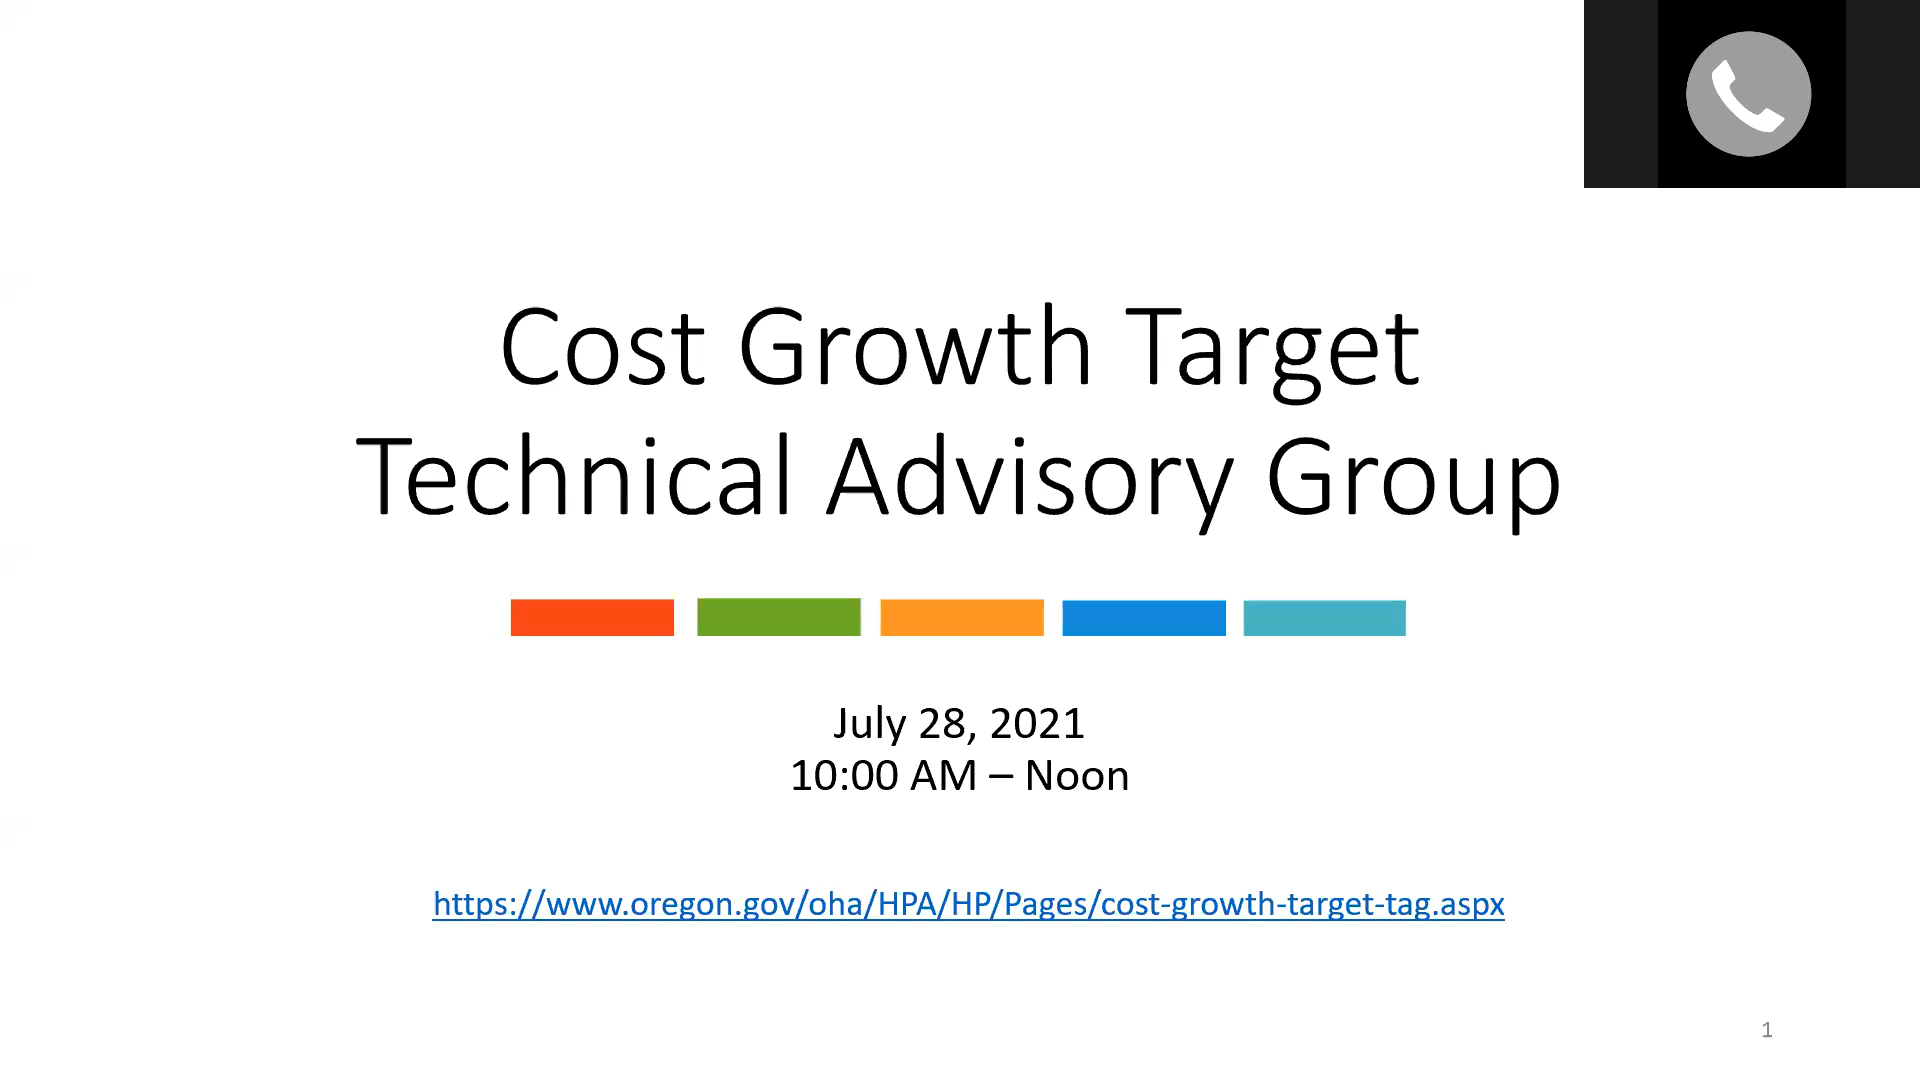 Cost Growth Target
Technical Advisory Group
July 28, 2021
10:00 AM – Noon
https://www.oregon.gov/oha/HPA/HP/Pages/cost-growth-target-tag.aspx
1